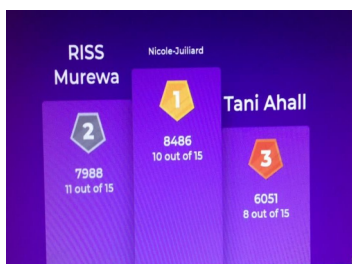 RISS
Murewa
2
7988
11 out of 15
Nicole-Juiliard
1
8486
10 out of 15
Tani Ahall
3
6051
8 out of 15